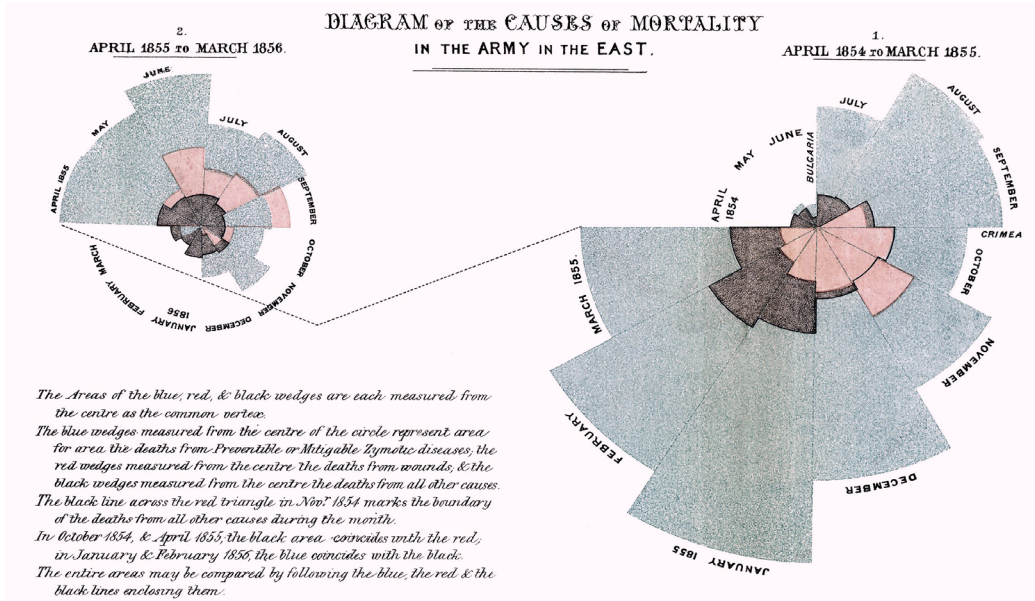 DIAGRAM OF THE CAUSES OF MORTALITY
IN THE ARMY IN THE EAST.
2.
APRIL 1855 TO MARCH 1856.
1.
APRIL 1854 TO MARCH 1855.
APRIL 1855
MAY
JUNE
JULY
AUGUST
SEPTEMBER
OCTOBER
NOVEMBER
DECEMBER
JANUARY
1856
FEBRUARY
MARCH
APRIL
1854
MAY
JUNE
BULGARIA
JULY
AUGUST
SEPTEMBER
CRIMEA
OCTOBER
NOVEMBER
DECEMBER
JANUARY 1855
FEBRUARY
MARCH 1855.
The Areas of the blue, red, & black wedges are each measured from
the centre as the common vertex.
The blue wedges measured from the centre of the circle represent area
for area the deaths from Preventible or Mitigable Zymotic diseases; the
red wedges measured from the centre the deaths from wounds; & the
black wedges measured from the centre the deaths from all other causes.
The black line across the red triangle in Novr. 1854 marks the boundary
of the deaths from all other causes during the month.
In October 1854, & April 1855, the black area coincides with the red;
in January & February 1856, the blue coincides with the black.
The entire areas may be compared by following the blue, the red & the
black lines enclosing them.